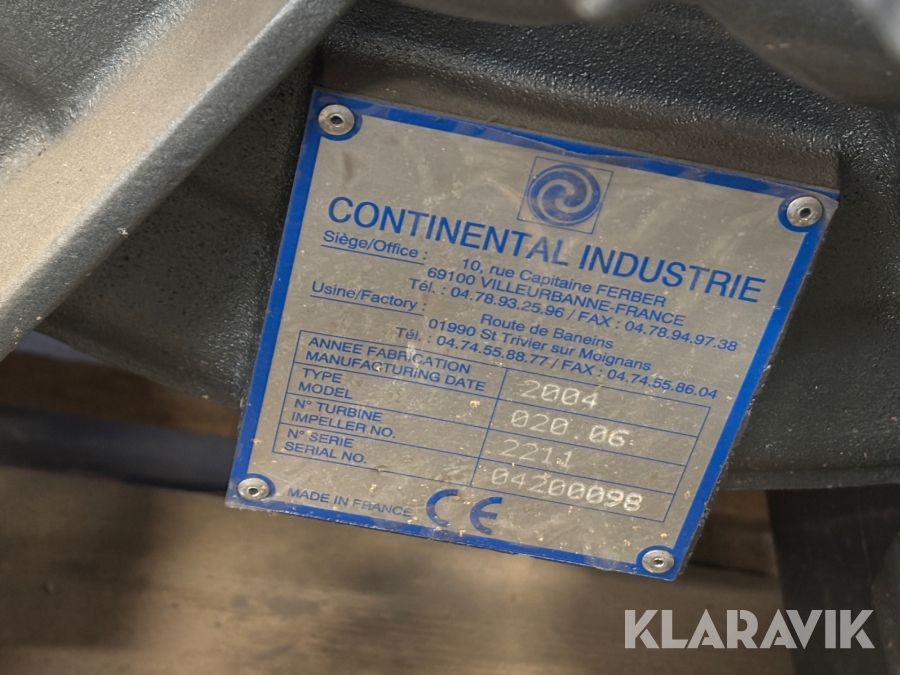 CONTINENTAL INDUSTRIE
Siège/Office : 10, rue Capitaine FERBER
69100 VILLEURBANNE-FRANCE
Tél. : 04.78.93.25.96 / FAX : 04.78.94.97.38
Usine/Factory : Route de Baneins
01990 St Trivier sur Moignans
Tél. : 04.74.55.88.77 / FAX : 04.74.55.86.04
ANNEE FABRICATION
MANUFACTURING DATE 2004
TYPE
MODEL 020.06
N° TURBINE
IMPELLER NO. 2211
N° SERIE
SERIAL NO. 04200098
MADE IN FRANCE CE
KLARAVIK